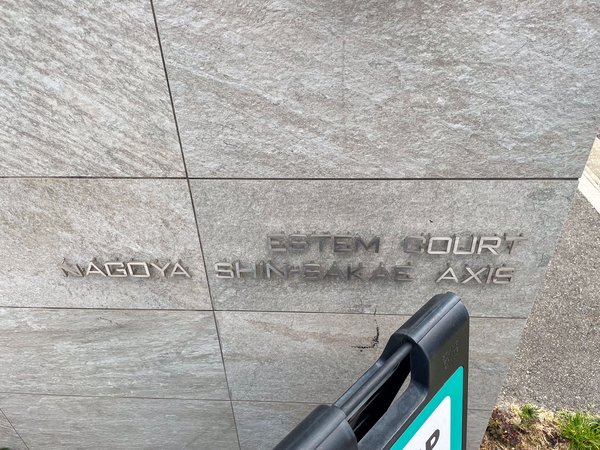 ESTEM COURT
NAGOYA SHIN-SAKAE AXIS